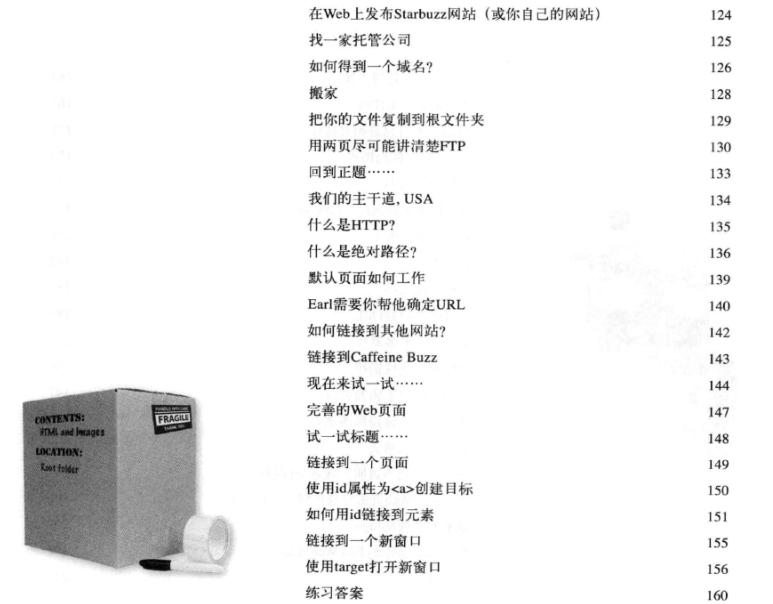 在Web上发布Starbuzz网站（或你自己的网站） 124
找一家托管公司 125
如何得到一个域名? 126
搬家 128
把你的文件复制到根文件夹 129
用两页尽可能讲清楚FTP 130
回到正题…… 133
我们的主干道, USA 134
什么是HTTP? 135
什么是绝对路径? 136
默认页面如何工作 139
Earl需要你帮他确定URL 140
如何链接到其他网站? 142
链接到Caffeine Buzz 143
现在来试一试…… 144
完善的Web页面 147
试一试标题…… 148
链接到一个页面 149
使用id属性为<a>创建目标 150
如何用id链接到元素 151
链接到一个新窗口 155
使用target打开新窗口 156
练习答案 160
CONTENTS:
HTML and Images
LOCATION:
Root folder
FRAGILE